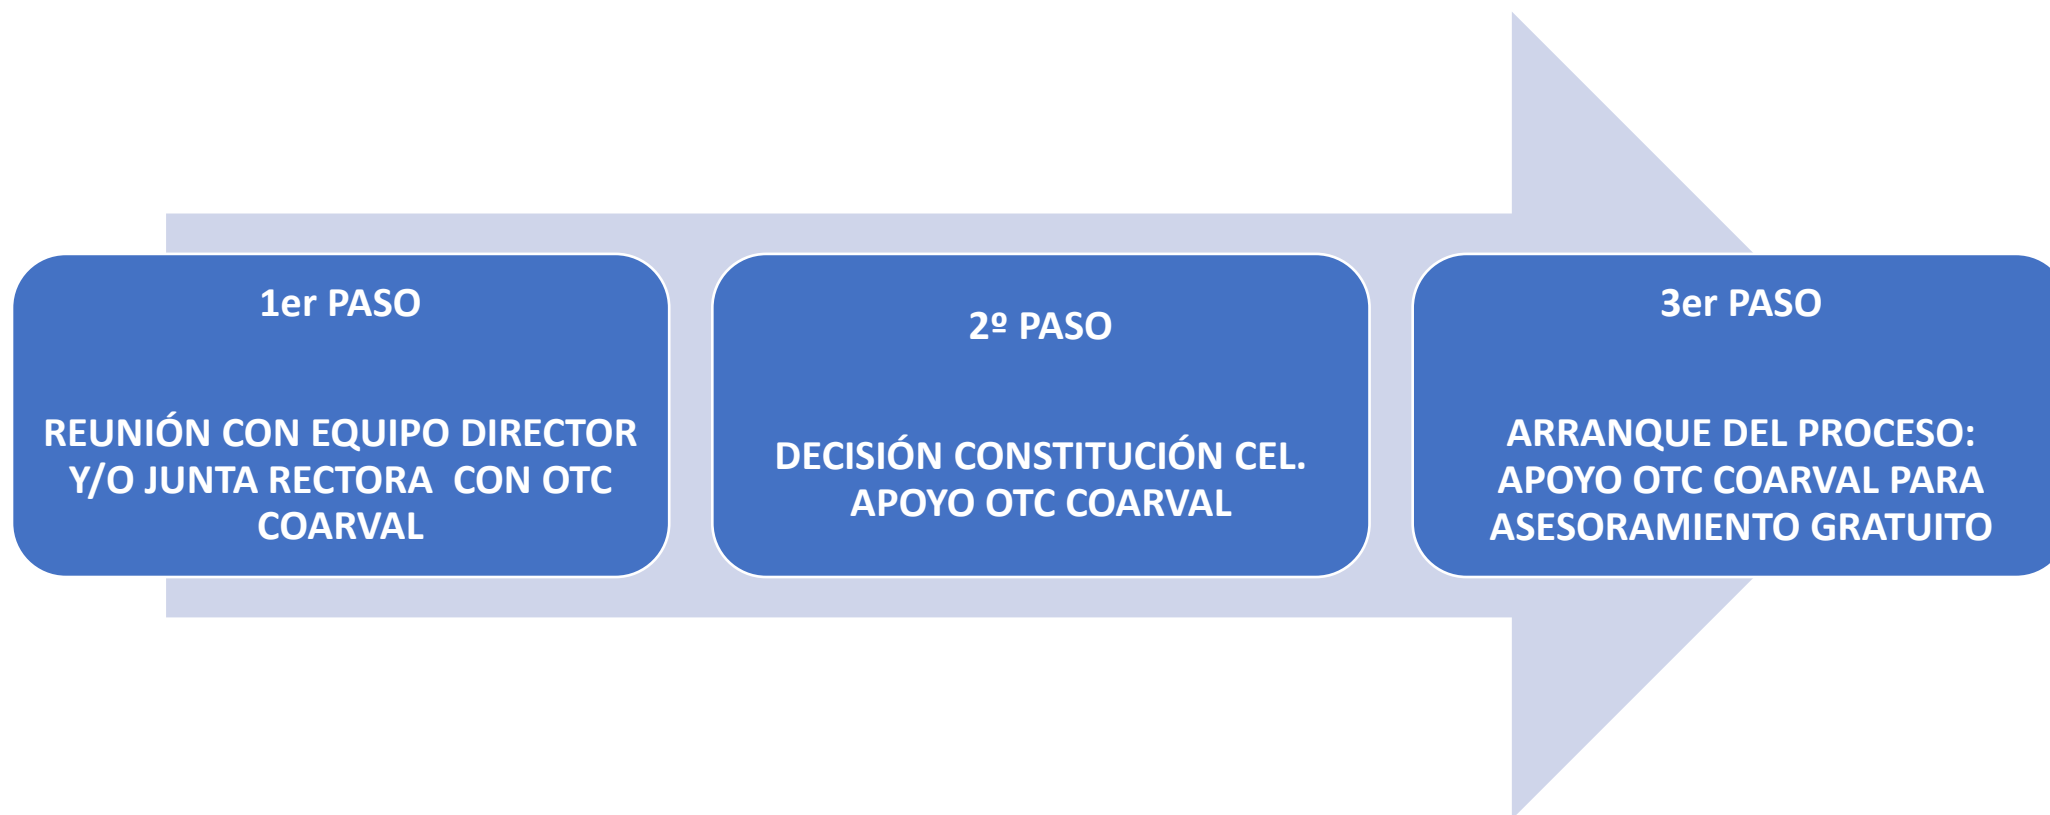 1er PASO
REUNIÓN CON EQUIPO DIRECTOR
Y/O JUNTA RECTORA  CON OTC
COARVAL
2º PASO
DECISIÓN CONSTITUCIÓN CEL.
APOYO OTC COARVAL
3er PASO
ARRANQUE DEL PROCESO:
APOYO OTC COARVAL PARA
ASESORAMIENTO GRATUITO